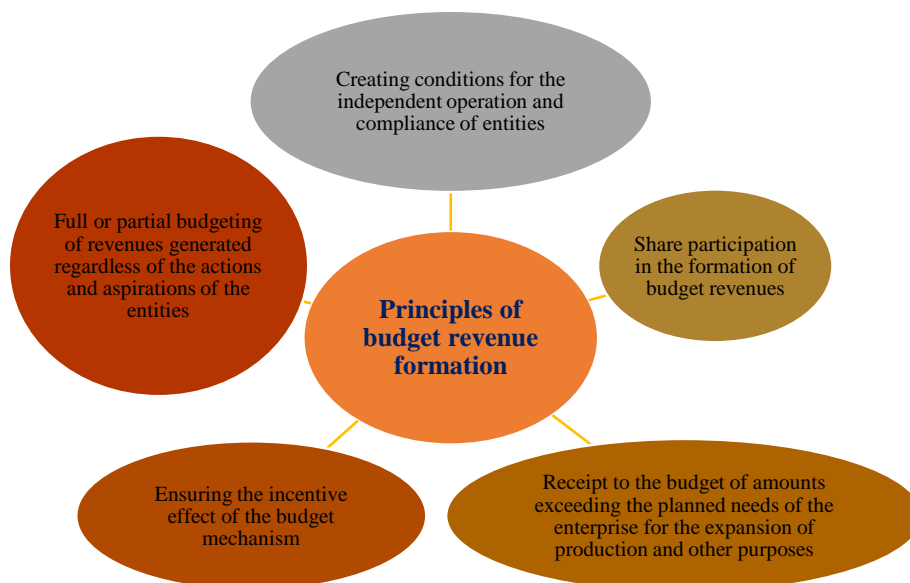 Creating conditions for the
independent operation and
compliance of entities
Full or partial budgeting
of revenues generated
regardless of the actions
and aspirations of the
entities
Share participation
in the formation of
budget revenues
Principles of
budget revenue
formation
Ensuring the incentive
effect of the budget
mechanism
Receipt to the budget of amounts
exceeding the planned needs of the
enterprise for the expansion of
production and other purposes